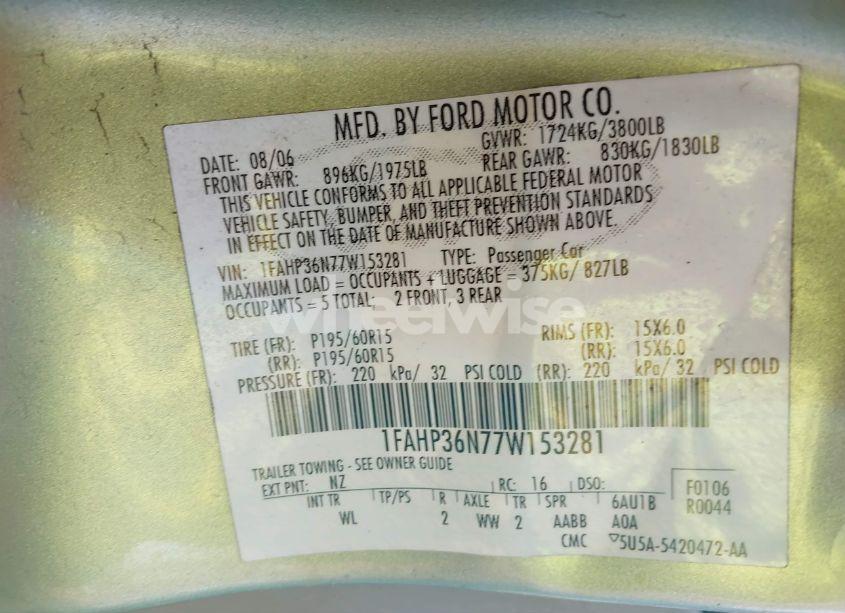 MFD. BY FORD MOTOR CO.
DATE: 08/06 GVWR: 1724KG/3800LB
FRONT GAWR: 896KG/1975LB REAR GAWR: 830KG/1830LB
THIS VEHICLE CONFORMS TO ALL APPLICABLE FEDERAL MOTOR
VEHICLE SAFETY, BUMPER, AND THEFT PREVENTION STANDARDS
IN EFFECT ON THE DATE OF MANUFACTURE SHOWN ABOVE.
VIN: 1FAHP36N77W153281 TYPE: Passenger Car
MAXIMUM LOAD = OCCUPANTS + LUGGAGE = 375KG/ 827LB
OCCUPANTS = 5 TOTAL: 2 FRONT, 3 REAR
wheelwise
TIRE (FR): P195/60R15 RIMS (FR): 15X6.0
(RR): P195/60R15 (RR): 15X6.0
PRESSURE (FR): 220 kPa/ 32 PSI COLD (RR): 220 kPa/ 32 PSI COLD
1FAHP36N77W153281
TRAILER TOWING - SEE OWNER GUIDE
EXT PNT: NZ RC: 16 DSO: F0106
INT TR TP/PS R AXLE TR SPR 6AU1B R0044
WL 2 WW 2 AABB AOA
CMC ▽5U5A-5420472-AA